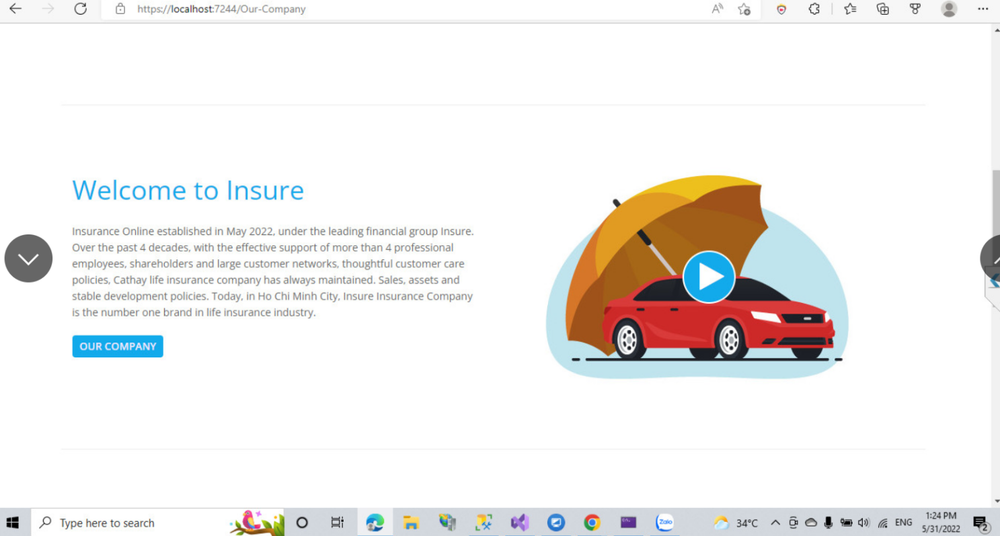 https://localhost:7244/Our-Company
Welcome to Insure
Insurance Online established in May 2022, under the leading financial group Insure.
Over the past 4 decades, with the effective support of more than 4 professional
employees, shareholders and large customer networks, thoughtful customer care
policies, Cathay life insurance company has always maintained. Sales, assets and
stable development policies. Today, in Ho Chi Minh City, Insure Insurance Company
is the number one brand in life insurance industry.
OUR COMPANY
Type here to search
Zalo
34°C
ENG
1:24 PM
5/31/2022
2